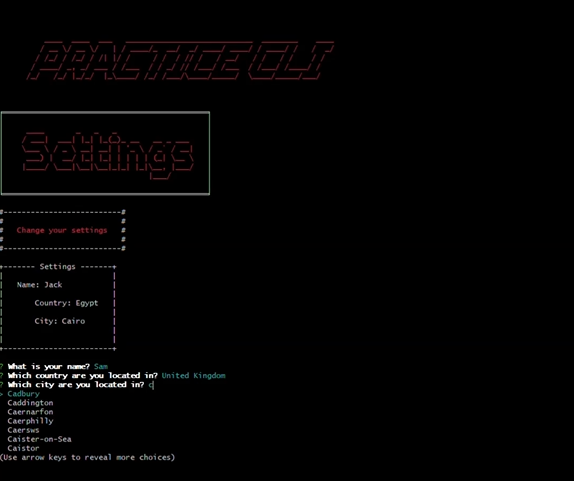 PRACTICE CLI
Settings
Change your settings
Settings
Name: Jack
Country: Egypt
City: Cairo
? What is your name? Sam
? Which country are you located in? United Kingdom
? Which city are you located in? c
> Cadbury
Caddington
Caernarfon
Caerphilly
Caersws
Caister-on-Sea
Caistor
(Use arrow keys to reveal more choices)